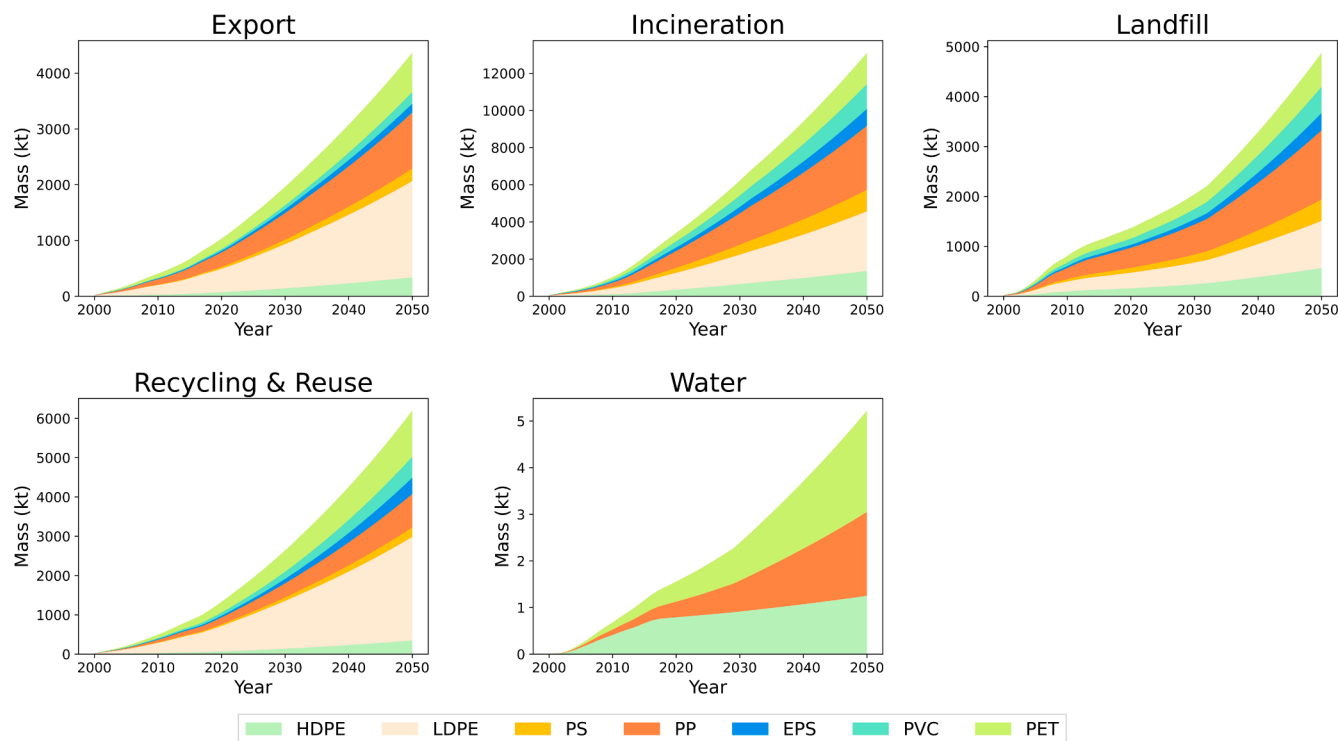 Export
Incineration
Landfill
Mass (kt)
4000
3000
2000
1000
0
2000 2010 2020 2030 2040 2050
Year
Mass (kt)
12000
10000
8000
6000
4000
2000
0
2000 2010 2020 2030 2040 2050
Year
Mass (kt)
5000
4000
3000
2000
1000
0
2000 2010 2020 2030 2040 2050
Year
Recycling & Reuse
Water
Mass (kt)
6000
5000
4000
3000
2000
1000
0
2000 2010 2020 2030 2040 2050
Year
Mass (kt)
5
4
3
2
1
0
2000 2010 2020 2030 2040 2050
Year
HDPE LDPE PS PP EPS PVC PET